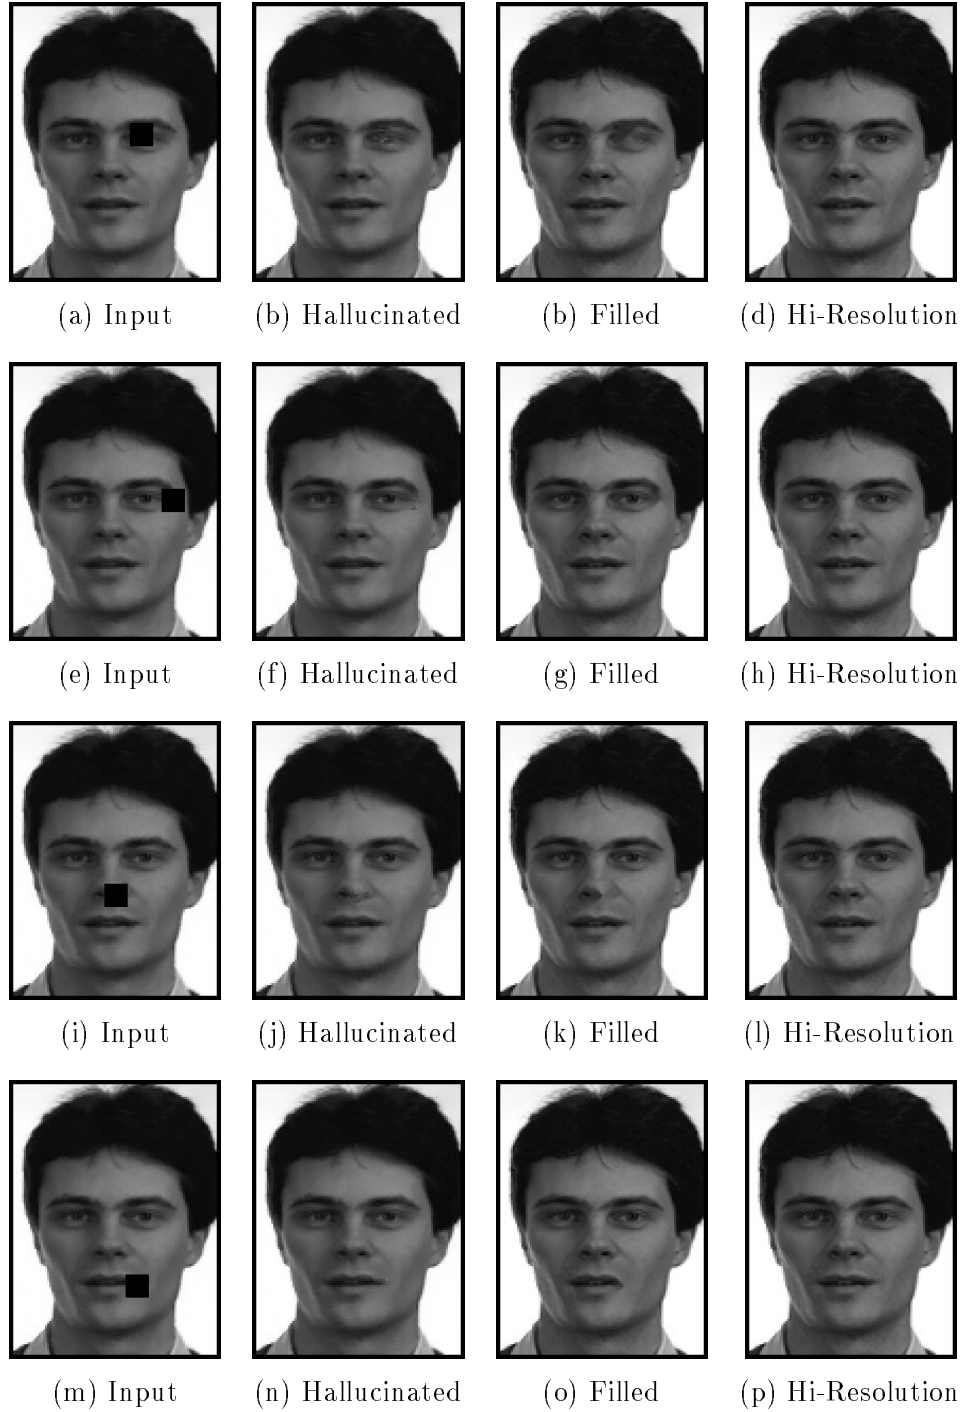 (a) Input (b) Hallucinated (b) Filled (d) Hi-Resolution
(e) Input (f) Hallucinated (g) Filled (h) Hi-Resolution
(i) Input (j) Hallucinated (k) Filled (l) Hi-Resolution
(m) Input (n) Hallucinated (o) Filled (p) Hi-Resolution